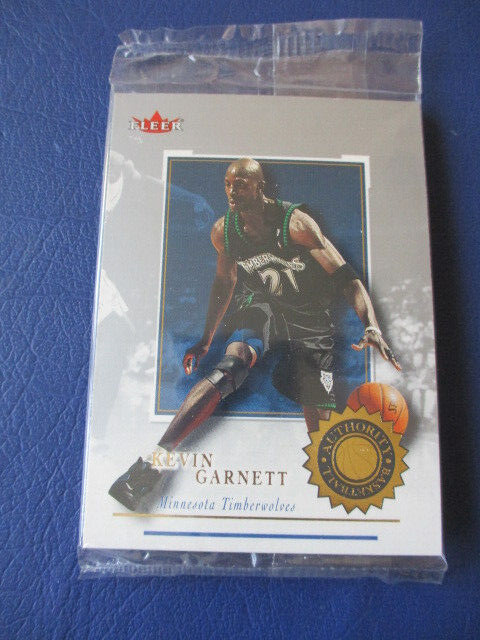 FLEER
TIMBERWOLVES
21
KEVIN
GARNETT
Minnesota Timberwolves
AUTHORITY
BASKETBALL